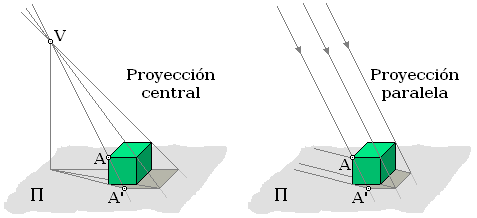 V
Proyección
central
A
A'
Π
Proyección
paralela
A
A'
Π